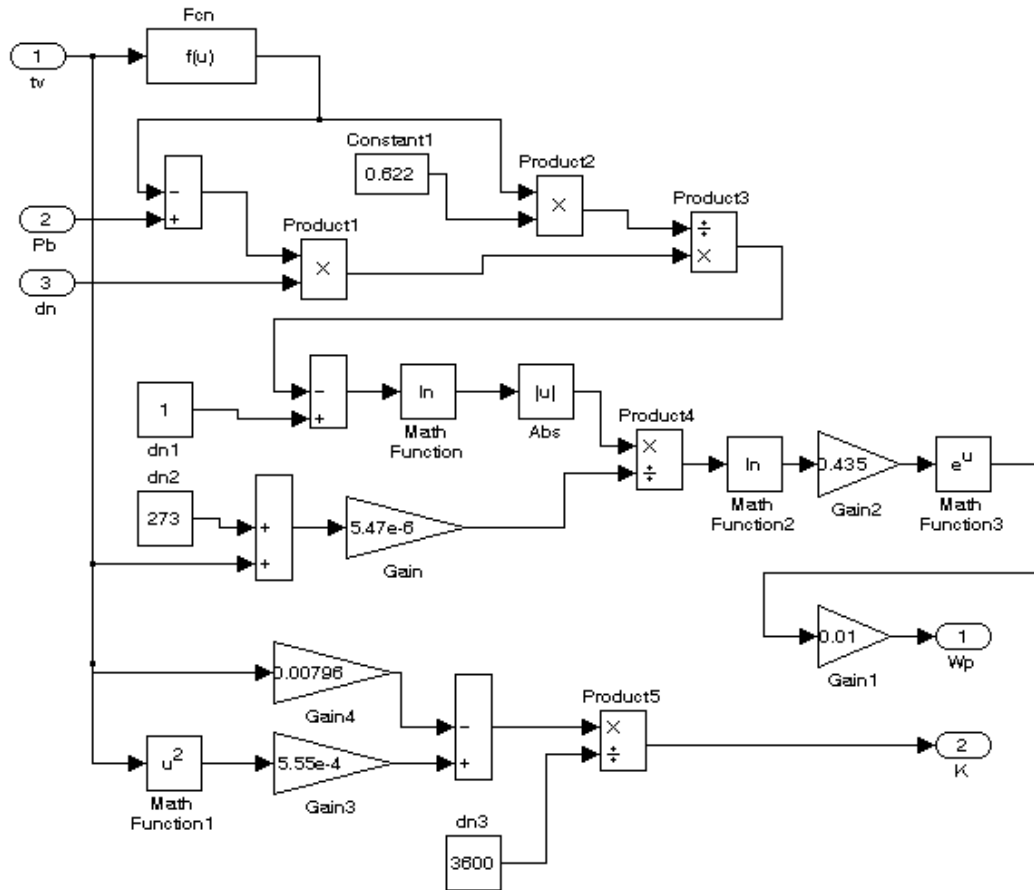 Fcn
1
f(u)
tv
Constant1
Product2
0.622
×
Product3
−
+
÷
×
2
Pb
Product1
×
3
dn
1
dn1
−
+
ln
Math
Function
|u|
Abs
Product4
×
÷
ln
Math
Function2
0.435
Gain2
eᵘ
Math
Function3
dn2
273
+
+
5.47e-6
Gain
0.01
Gain1
1
Wp
0.00796
Gain4
−
+
Product5
×
÷
2
K
u²
Math
Function1
5.55e-4
Gain3
dn3
3600